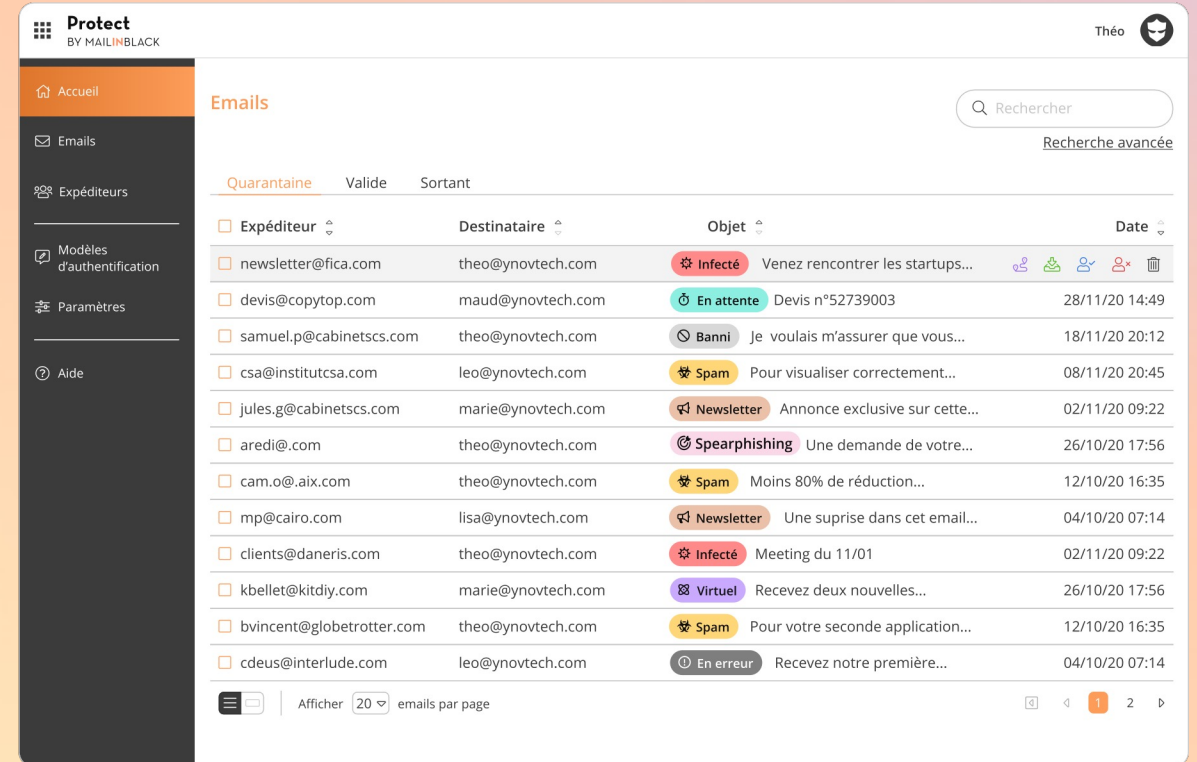 Protect
BY MAILINBLACK
Théo
Accueil
Emails
Expéditeurs
Modèles
d'authentification
Paramètres
Aide
Emails
Rechercher
Recherche avancée
Quarantaine Valide Sortant
Expéditeur Destinataire Objet Date
newsletter@fica.com theo@ynovtech.com Infecté Venez rencontrer les startups...
devis@copytop.com maud@ynovtech.com En attente Devis n°52739003 28/11/20 14:49
samuel.p@cabinetscs.com theo@ynovtech.com Banni Je voulais m’assurer que vous... 18/11/20 20:12
csa@institutcsa.com leo@ynovtech.com Spam Pour visualiser correctement... 08/11/20 20:45
jules.g@cabinetscs.com marie@ynovtech.com Newsletter Annonce exclusive sur cette... 02/11/20 09:22
aredi@.com theo@ynovtech.com Spearphishing Une demande de votre... 26/10/20 17:56
cam.o@.aix.com theo@ynovtech.com Spam Moins 80% de réduction... 12/10/20 16:35
mp@cairo.com lisa@ynovtech.com Newsletter Une suprise dans cet email... 04/10/20 07:14
clients@daneris.com theo@ynovtech.com Infecté Meeting du 11/01 02/11/20 09:22
kbellet@kitdiy.com marie@ynovtech.com Virtuel Recevez deux nouvelles... 26/10/20 17:56
bvincent@globetrotter.com theo@ynovtech.com Spam Pour votre seconde application... 12/10/20 16:35
cdeus@interlude.com leo@ynovtech.com En erreur Recevez notre première... 04/10/20 07:14
Afficher 20 emails par page 1 2